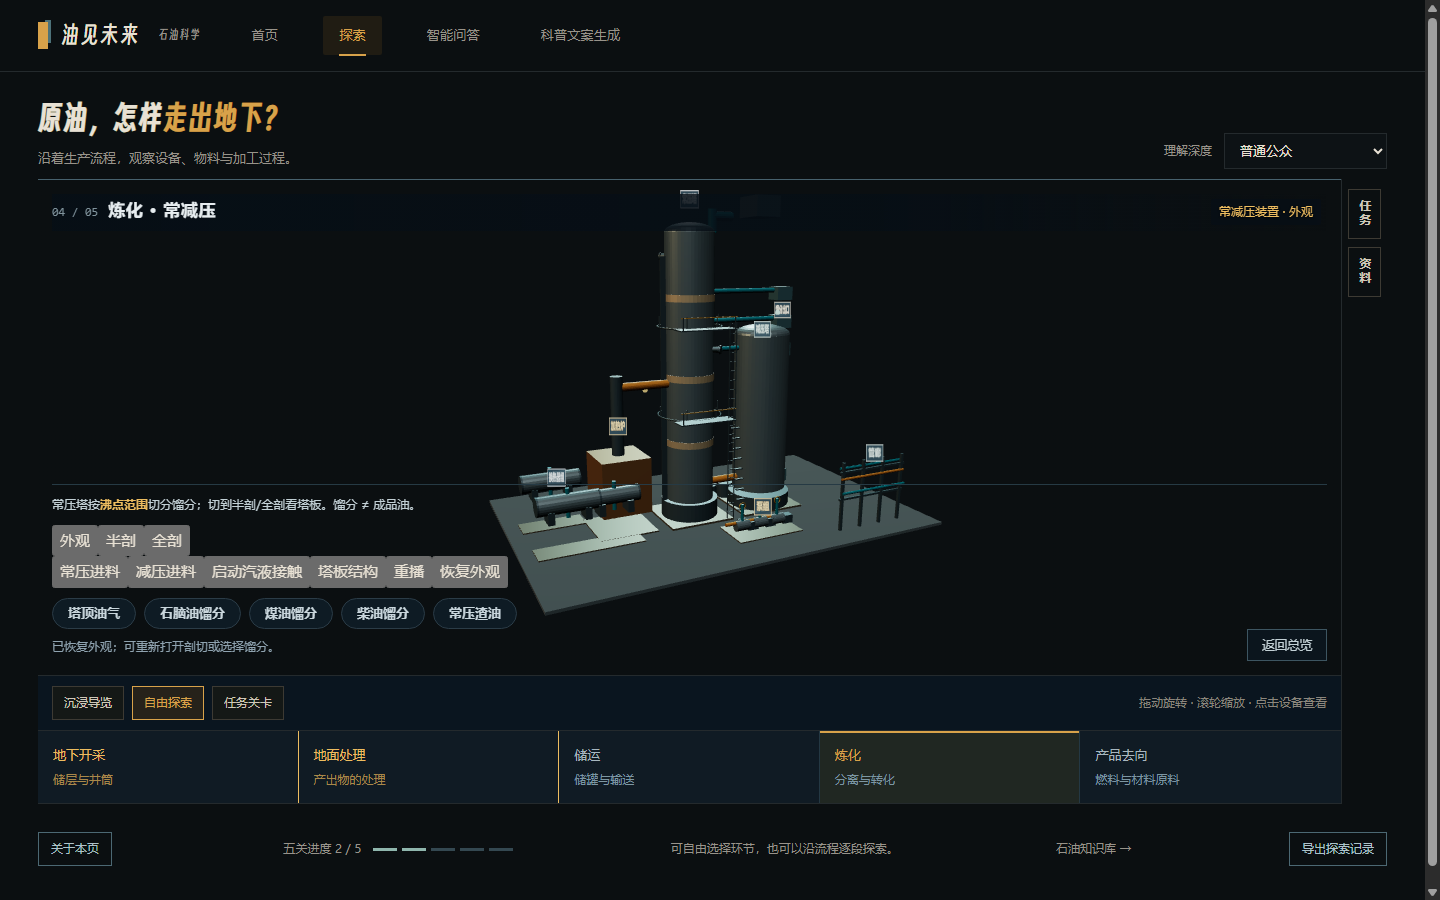 油见未来 石油科学 首页 探索 智能问答 科普文案生成
原油，怎样走出地下？
沿着生产流程，观察设备、物料与加工过程。
理解深度 普通公众
04 / 05 炼化 · 常减压
常减压装置 · 外观
任务
资料
常压塔按沸点范围切分馏分；切到半剖/全剖看塔板。馏分 ≠ 成品油。
外观 半剖 全剖
常压进料 减压进料 启动汽液接触 塔板结构 重播 恢复外观
塔顶油气 石脑油馏分 煤油馏分 柴油馏分 常压渣油
已恢复外观；可重新打开剖切或选择馏分。
返回总览
沉浸导览 自由探索 任务关卡
拖动旋转 · 滚轮缩放 · 点击设备查看
地下开采 地面处理 储运 炼化 产品去向
储层与井筒 产出物的处理 储罐与输送 分离与转化 燃料与材料原料
关于本页 五关进度 2 / 5 可自由选择环节，也可以沿流程逐段探索。 石油知识库 → 导出探索记录